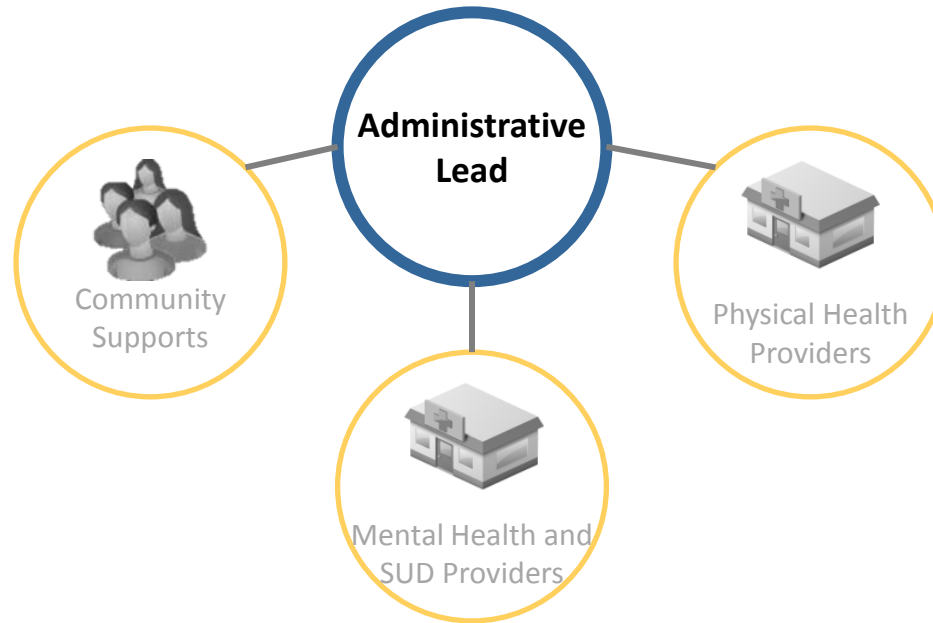 Administrative
Lead
Community
Supports
Physical Health
Providers
Mental Health and
SUD Providers